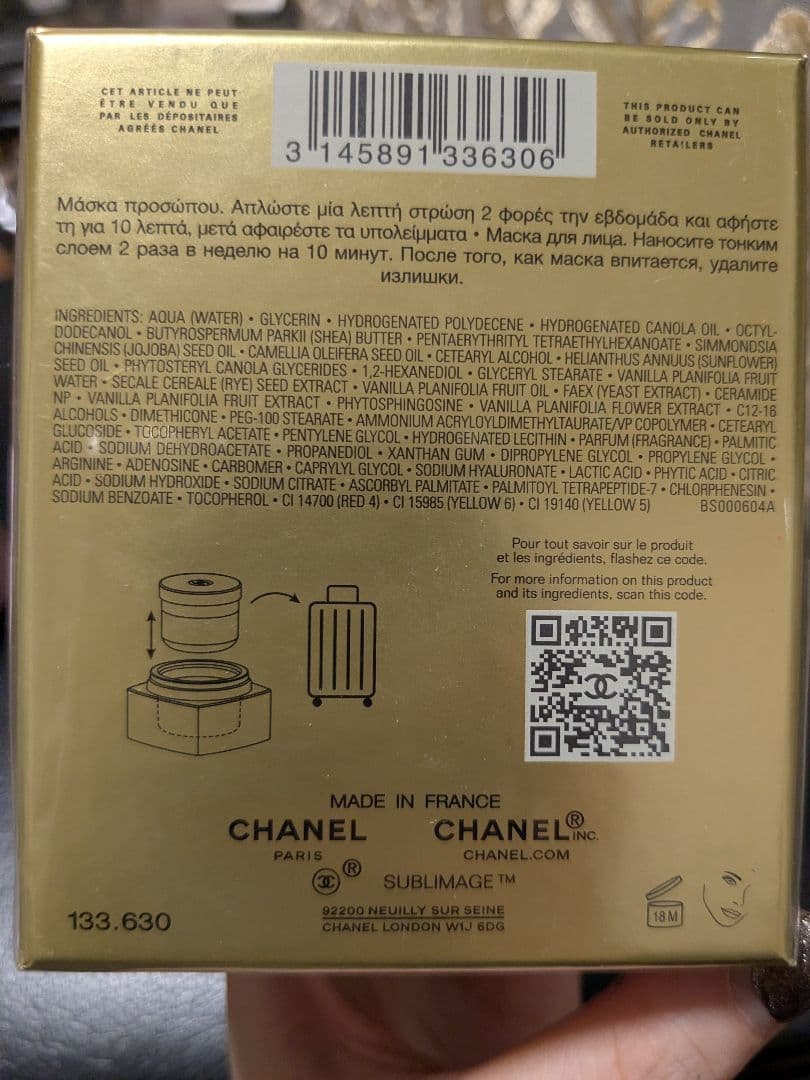 CET ARTICLE NE PEUT
ÊTRE VENDU QUE
PAR LES DÉPOSITAIRES
AGRÉÉS CHANEL
3 145891 336306
THIS PRODUCT CAN
BE SOLD ONLY BY
AUTHORIZED CHANEL
RETAILERS
Μάσκα προσώπου. Απλώστε μία λεπτή στρώση 2 φορές την εβδομάδα και αφήστε
τη για 10 λεπτά, μετά αφαιρέστε τα υπολείμματα • Маска для лица. Наносите тонким
слоем 2 раза в неделю на 10 минут. После того, как маска впитается, удалите
излишки.
INGREDIENTS: AQUA (WATER) • GLYCERIN • HYDROGENATED POLYDECENE • HYDROGENATED CANOLA OIL • OCTYL-
DODECANOL • BUTYROSPERMUM PARKII (SHEA) BUTTER • PENTAERYTHRITYL TETRAETHYLHEXANOATE • SIMMONDSIA
CHINENSIS (JOJOBA) SEED OIL • CAMELLIA OLEIFERA SEED OIL • CETEARYL ALCOHOL • HELIANTHUS ANNUUS (SUNFLOWER)
SEED OIL • PHYTOSTERYL CANOLA GLYCERIDES • 1,2-HEXANEDIOL • GLYCERYL STEARATE • VANILLA PLANIFOLIA FRUIT
WATER • SECALE CEREALE (RYE) SEED EXTRACT • VANILLA PLANIFOLIA FRUIT OIL • FAEX (YEAST EXTRACT) • CERAMIDE
NP • VANILLA PLANIFOLIA FRUIT EXTRACT • PHYTOSPHINGOSINE • VANILLA PLANIFOLIA FLOWER EXTRACT • C12-16
ALCOHOLS • DIMETHICONE • PEG-100 STEARATE • AMMONIUM ACRYLOYLDIMETHYLTAURATE/VP COPOLYMER • CETEARYL
GLUCOSIDE • TOCOPHERYL ACETATE • PENTYLENE GLYCOL • HYDROGENATED LECITHIN • PARFUM (FRAGRANCE) • PALMITIC
ACID • SODIUM DEHYDROACETATE • PROPANEDIOL • XANTHAN GUM • DIPROPYLENE GLYCOL • PROPYLENE GLYCOL •
ARGININE • ADENOSINE • CARBOMER • CAPRYLYL GLYCOL • SODIUM HYALURONATE • LACTIC ACID • PHYTIC ACID • CITRIC
ACID • SODIUM HYDROXIDE • SODIUM CITRATE • ASCORBYL PALMITATE • PALMITOYL TETRAPEPTIDE-7 • CHLORPHENESIN •
SODIUM BENZOATE • TOCOPHEROL • CI 14700 (RED 4) • CI 15985 (YELLOW 6) • CI 19140 (YELLOW 5) BS000604A
Pour tout savoir sur le produit
et les ingrédients, flashez ce code.
For more information on this product
and its ingredients, scan this code.
MADE IN FRANCE
CHANEL
PARIS
CHANEL® INC.
CHANEL.COM
® SUBLIMAGE™
133.630
92200 NEUILLY SUR SEINE
CHANEL LONDON W1J 6DG
18 M